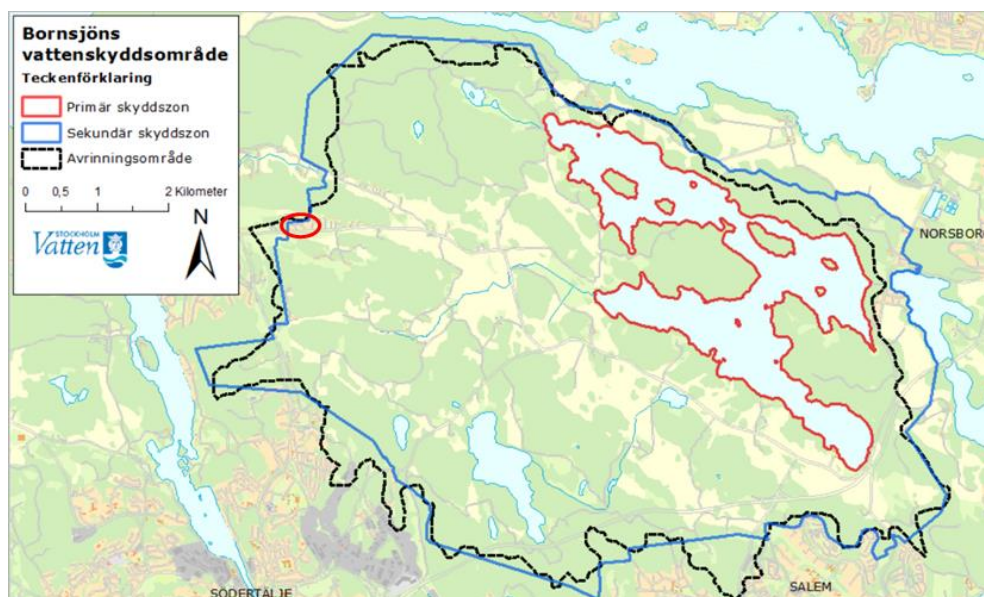 Bornsjöns
vattenskyddsområde
Teckenförklaring
Primär skyddszon
Sekundär skyddszon
Avrinningsområde
0 0,5 1 2 Kilometer
N
STOCKHOLM
Vatten
NORSBORG
SÖDERTÄLJE
SALEM